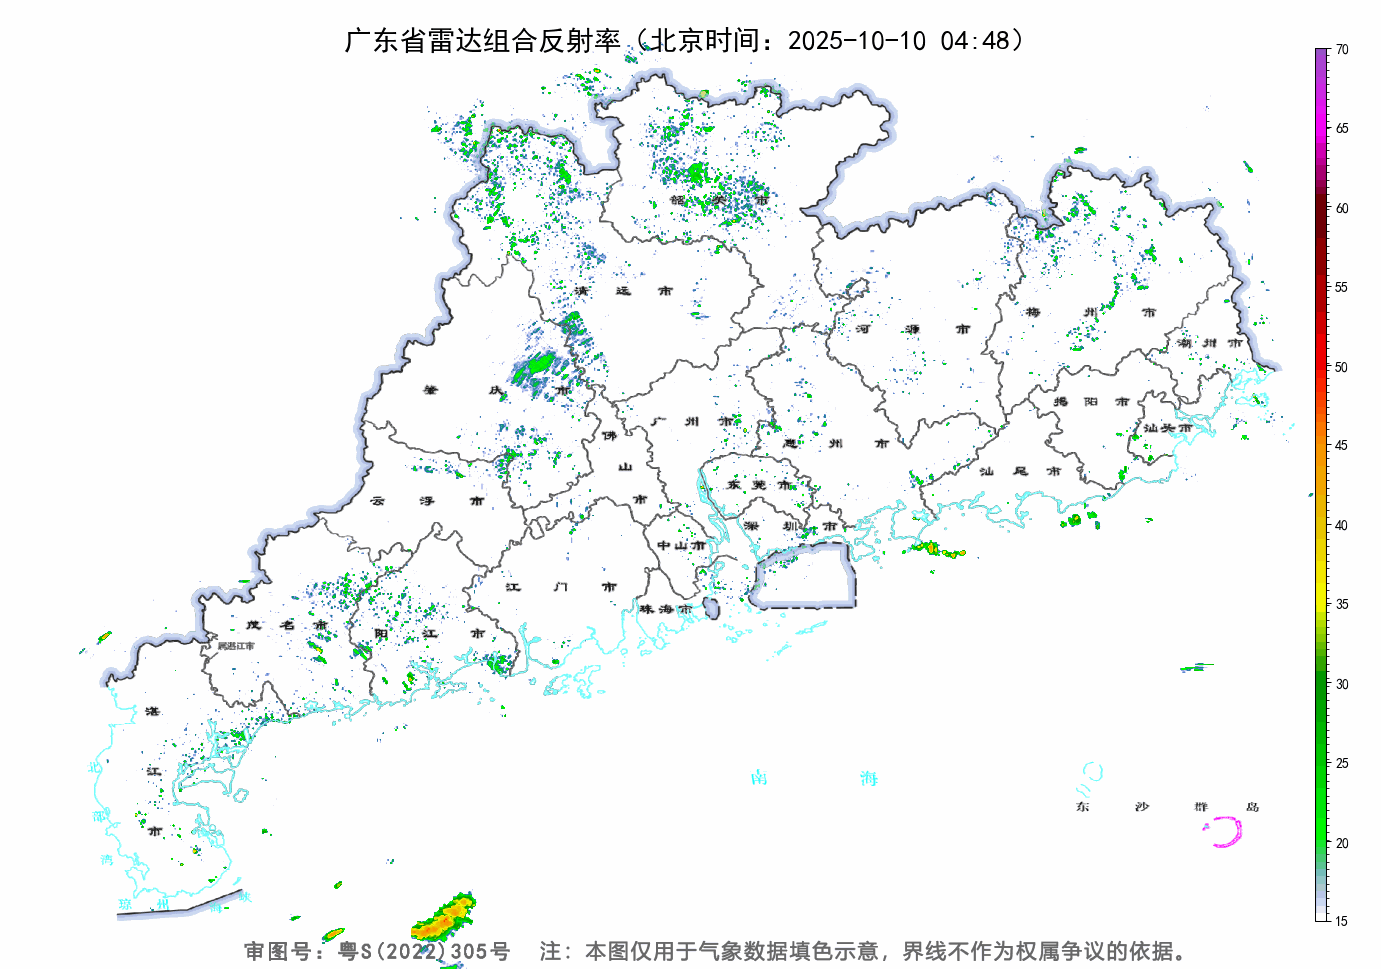 广东省雷达组合反射率（北京时间：2025-10-10 04:48）
70
65
60
55
50
45
40
35
30
25
20
15
韶关市
清远市
河源市
梅州市
潮州市
肇庆市
揭阳市
汕头市
佛山市
广州市
惠州市
汕尾市
云浮市
东莞市
深圳市
中山市
江门市
珠海市
茂名市
阳江市
属湛江市
湛江市
北部湾
南海
东沙群岛
琼州海峡
审图号：粤S(2022)305号 注：本图仅用于气象数据填色示意，界线不作为权属争议的依据。